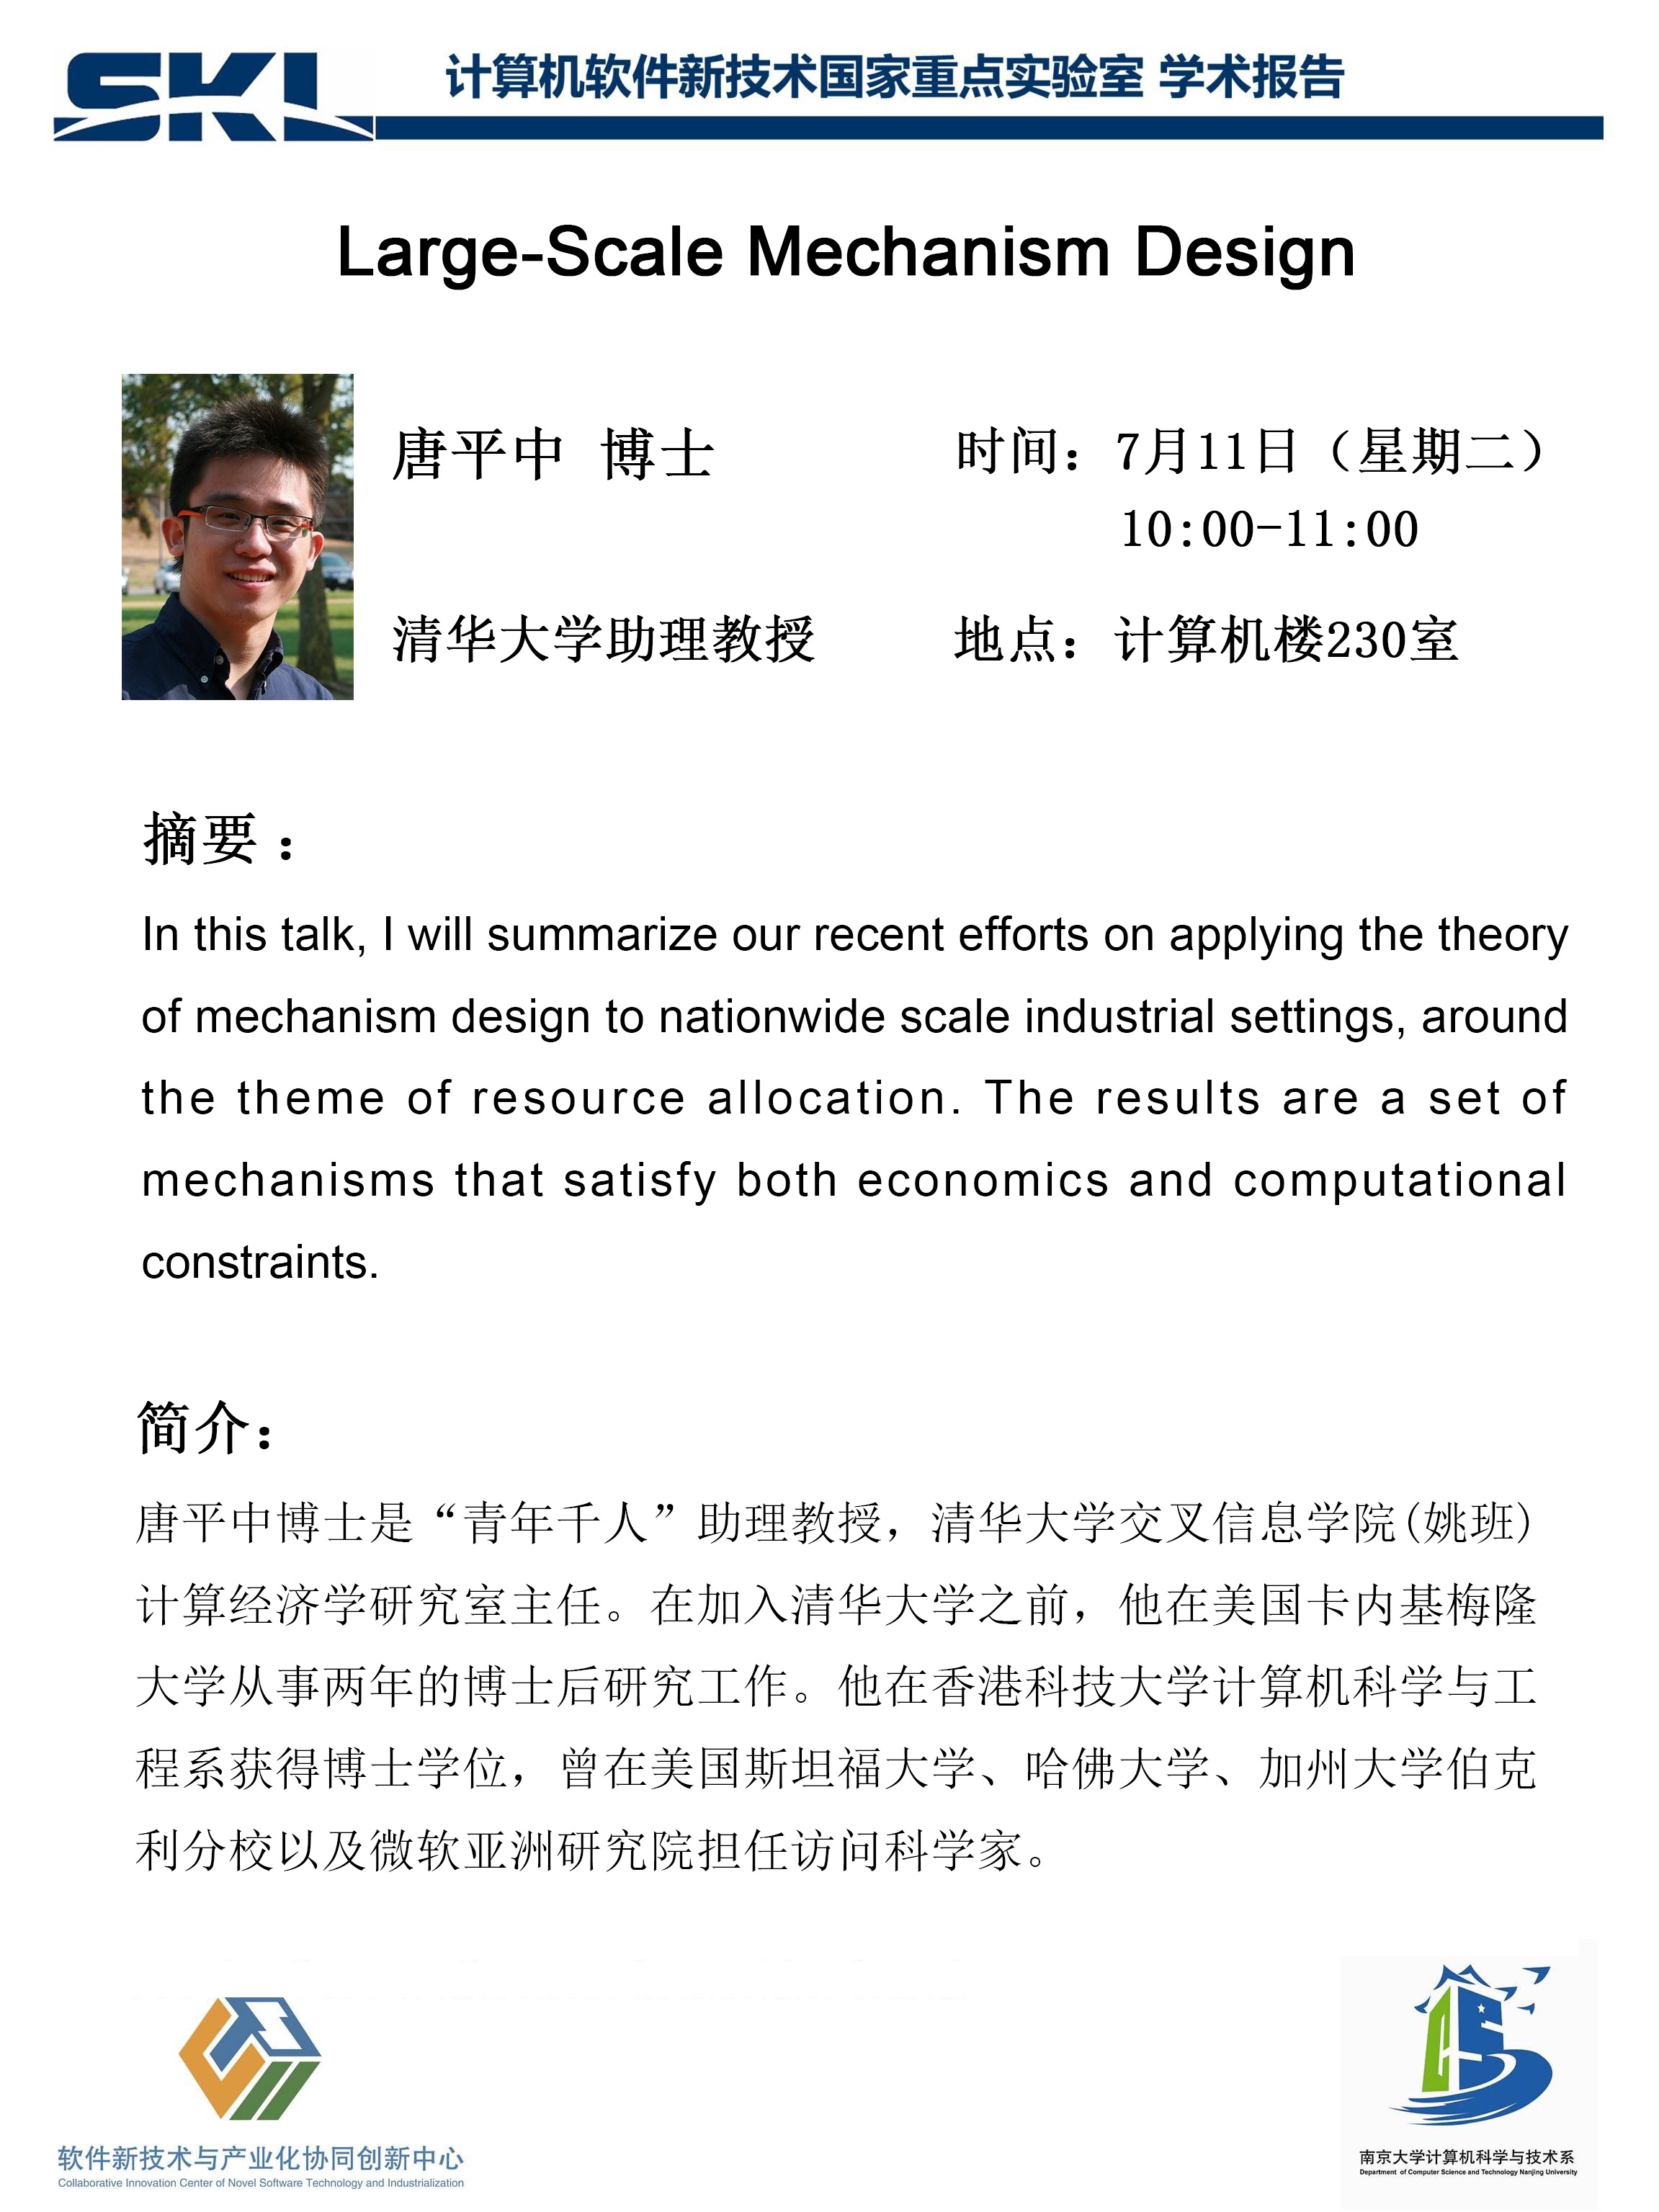 SKL
计算机软件新技术国家重点实验室 学术报告
Large-Scale Mechanism Design
唐平中 博士
时间：7月11日（星期二）
10:00-11:00
清华大学助理教授
地点：计算机楼230室
摘要：
In this talk, I will summarize our recent efforts on applying the theory
of mechanism design to nationwide scale industrial settings, around
the theme of resource allocation. The results are a set of
mechanisms that satisfy both economics and computational
constraints.
简介：
唐平中博士是“青年千人”助理教授，清华大学交叉信息学院(姚班)
计算经济学研究室主任。在加入清华大学之前，他在美国卡内基梅隆
大学从事两年的博士后研究工作。他在香港科技大学计算机科学与工
程系获得博士学位，曾在美国斯坦福大学、哈佛大学、加州大学伯克
利分校以及微软亚洲研究院担任访问科学家。
软件新技术与产业化协同创新中心
Collaborative Innovation Center of Novel Software Technology and Industrialization
南京大学计算机科学与技术系
Department of Computer Science and Technology Nanjing University